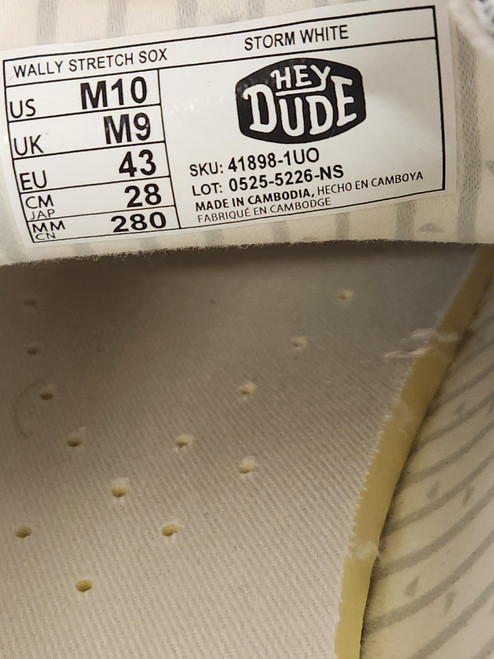 WALLY STRETCH SOX STORM WHITE
US M10
UK M9
EU 43
CM JAP 28
MM CN 280
HEY
DUDE
SKU: 41898-1UO
LOT: 0525-5226-NS
MADE IN CAMBODIA, HECHO EN CAMBOYA
FABRIQUÉ EN CAMBODGE